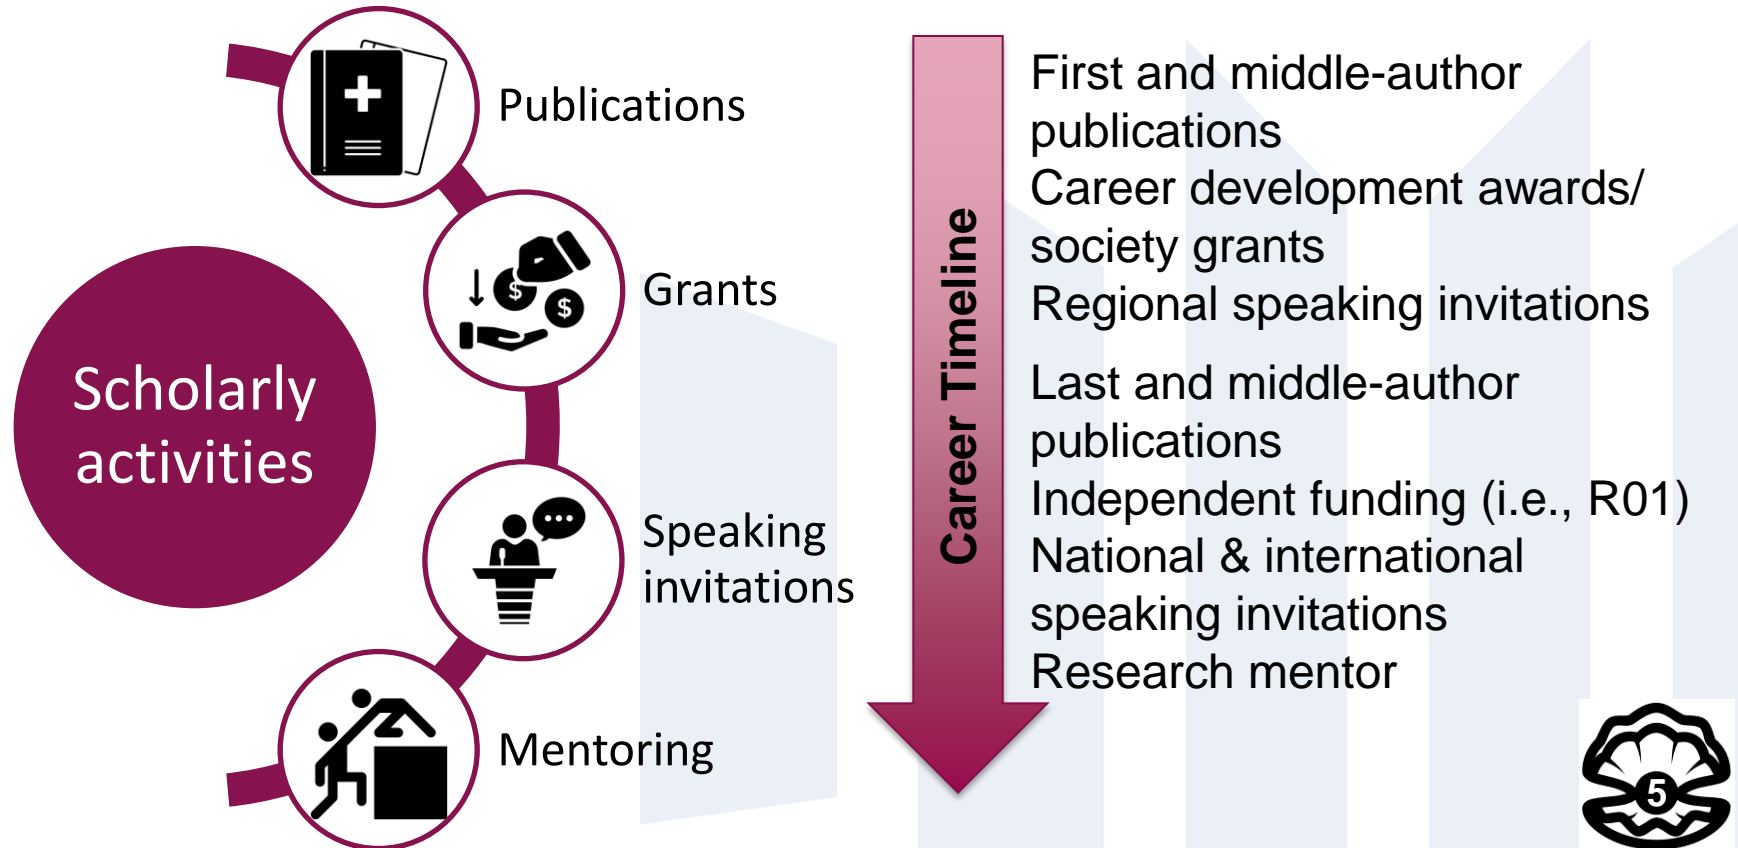 Publications
Grants
Scholarly
activities
Speaking
invitations
Mentoring
Career Timeline
First and middle-author
publications
Career development awards/
society grants
Regional speaking invitations
Last and middle-author
publications
Independent funding (i.e., R01)
National & international
speaking invitations
Research mentor
$
$
5